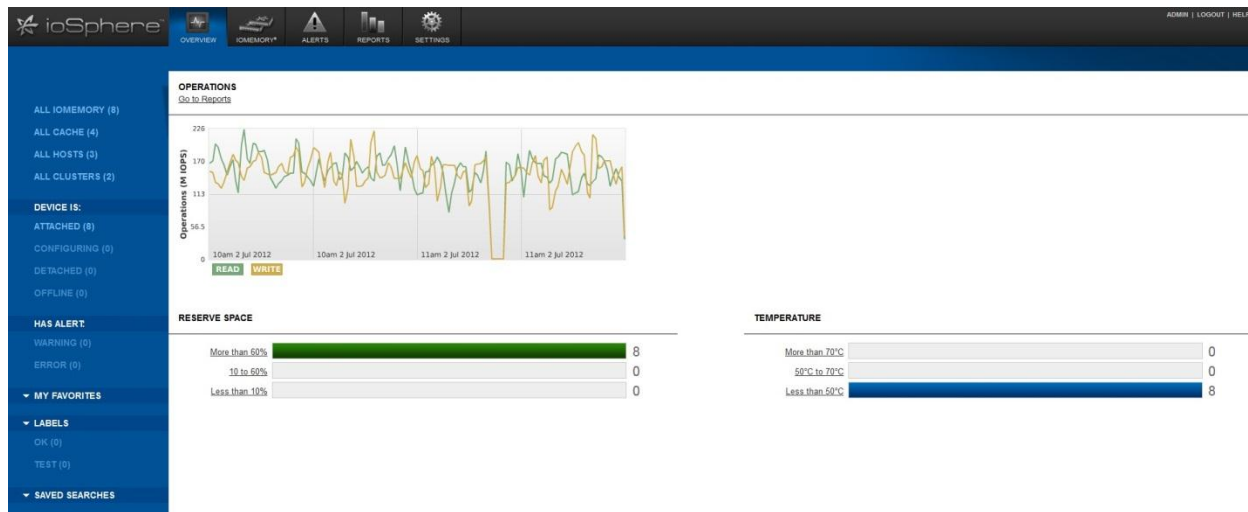 ioSphere™
OVERVIEW
IOMEMORY®
ALERTS
REPORTS
SETTINGS
ADMIN | LOGOUT | HELP
ALL IOMEMORY (8)
ALL CACHE (4)
ALL HOSTS (3)
ALL CLUSTERS (2)
DEVICE IS:
ATTACHED (8)
CONFIGURING (0)
DETACHED (0)
OFFLINE (0)
HAS ALERT:
WARNING (0)
ERROR (0)
MY FAVORITES
LABELS
OK (0)
TEST (0)
SAVED SEARCHES
OPERATIONS
Go to Reports
Operations (M IOPS)
226
170
113
56.5
0
10am 2 Jul 2012
10am 2 Jul 2012
11am 2 Jul 2012
11am 2 Jul 2012
READ WRITE
RESERVE SPACE
More than 60% 8
10 to 60% 0
Less than 10% 0
TEMPERATURE
More than 70°C 0
50°C to 70°C 0
Less than 50°C 8